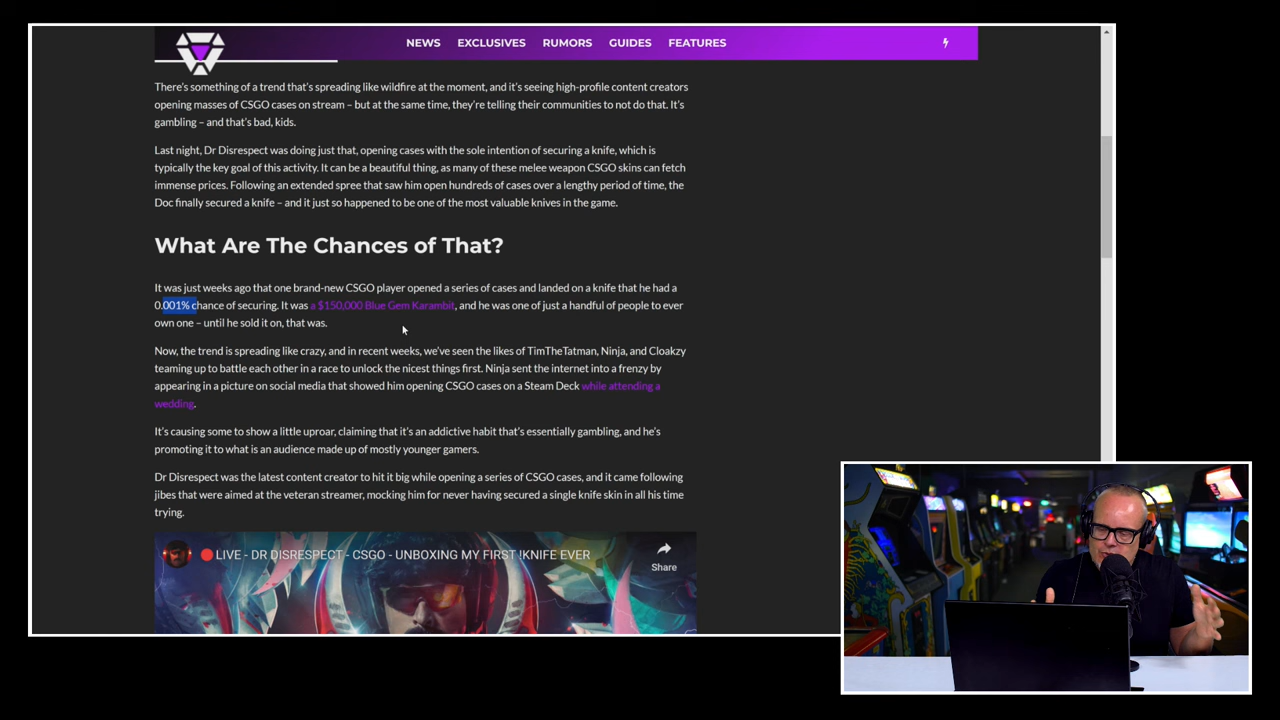 NEWS EXCLUSIVES RUMORS GUIDES FEATURES
There's something of a trend that's spreading like wildfire at the moment, and it's seeing high-profile content creators
opening masses of CSGO cases on stream – but at the same time, they're telling their communities to not do that. It's
gambling – and that's bad, kids.
Last night, Dr Disrespect was doing just that, opening cases with the sole intention of securing a knife, which is
typically the key goal of this activity. It can be a beautiful thing, as many of these melee weapon CSGO skins can fetch
immense prices. Following an extended spree that saw him open hundreds of cases over a lengthy period of time, the
Doc finally secured a knife – and it just so happened to be one of the most valuable knives in the game.
What Are The Chances of That?
It was just weeks ago that one brand-new CSGO player opened a series of cases and landed on a knife that he had a
0.001% chance of securing. It was a $150,000 Blue Gem Karambit, and he was one of just a handful of people to ever
own one – until he sold it on, that was.
Now, the trend is spreading like crazy, and in recent weeks, we've seen the likes of TimTheTatman, Ninja, and Cloakzy
teaming up to battle each other in a race to unlock the nicest things first. Ninja sent the internet into a frenzy by
appearing in a picture on social media that showed him opening CSGO cases on a Steam Deck while attending a
wedding.
It's causing some to show a little uproar, claiming that it's an addictive habit that's essentially gambling, and he's
promoting it to what is an audience made up of mostly younger gamers.
Dr Disrespect was the latest content creator to hit it big while opening a series of CSGO cases, and it came following
jibes that were aimed at the veteran streamer, mocking him for never having secured a single knife skin in all his time
trying.
LIVE - DR DISRESPECT - CSGO - UNBOXING MY FIRST !KNIFE EVER
Share